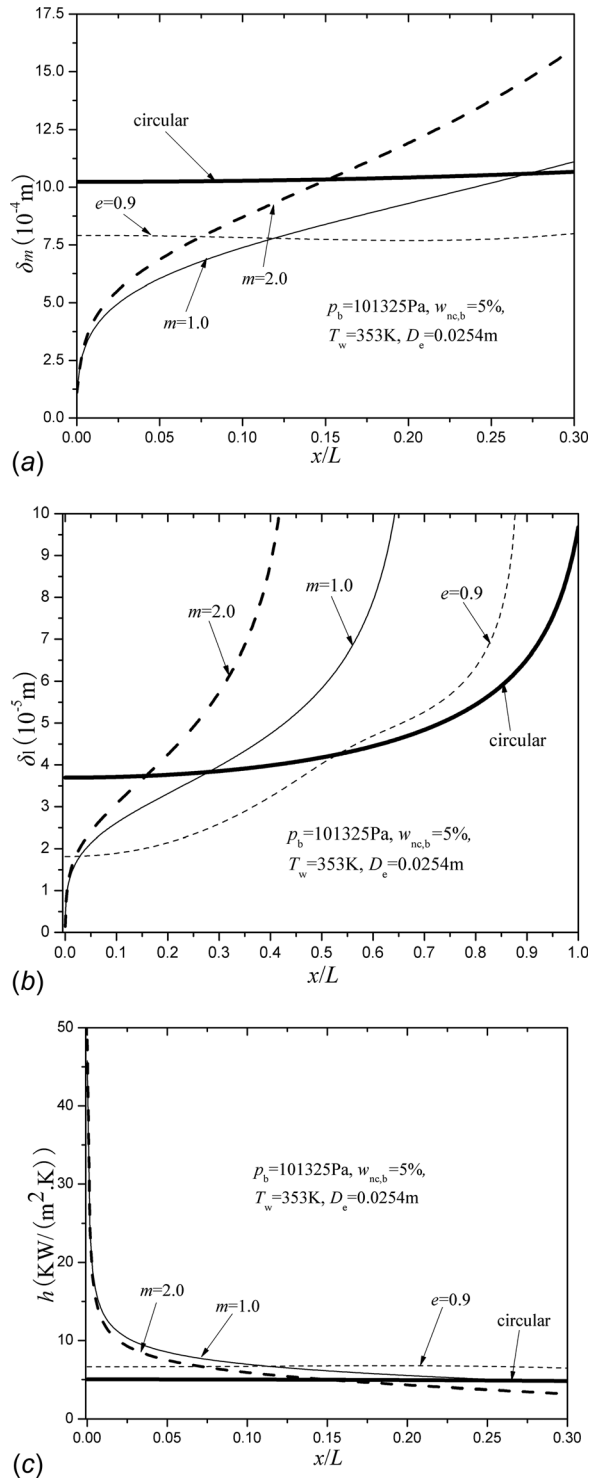 17.5
15.0
12.5
10.0
7.5
5.0
2.5
0.0
δm (10-4m)
circular
e=0.9
m=2.0
m=1.0
pb=101325Pa, wnc,b=5%,
Tw=353K, De=0.0254m
0.00 0.05 0.10 0.15 0.20 0.25 0.30
x/L
(a)
10
9
8
7
6
5
4
3
2
1
0
δl (10-5m)
m=2.0
m=1.0
e=0.9
circular
pb=101325Pa, wnc,b=5%,
Tw=353K, De=0.0254m
0.0 0.1 0.2 0.3 0.4 0.5 0.6 0.7 0.8 0.9 1.0
x/L
(b)
50
40
30
20
10
0
h (KW/(m2.K))
pb=101325Pa, wnc,b=5%,
Tw=353K, De=0.0254m
m=2.0
m=1.0
e=0.9
circular
0.00 0.05 0.10 0.15 0.20 0.25 0.30
x/L
(c)